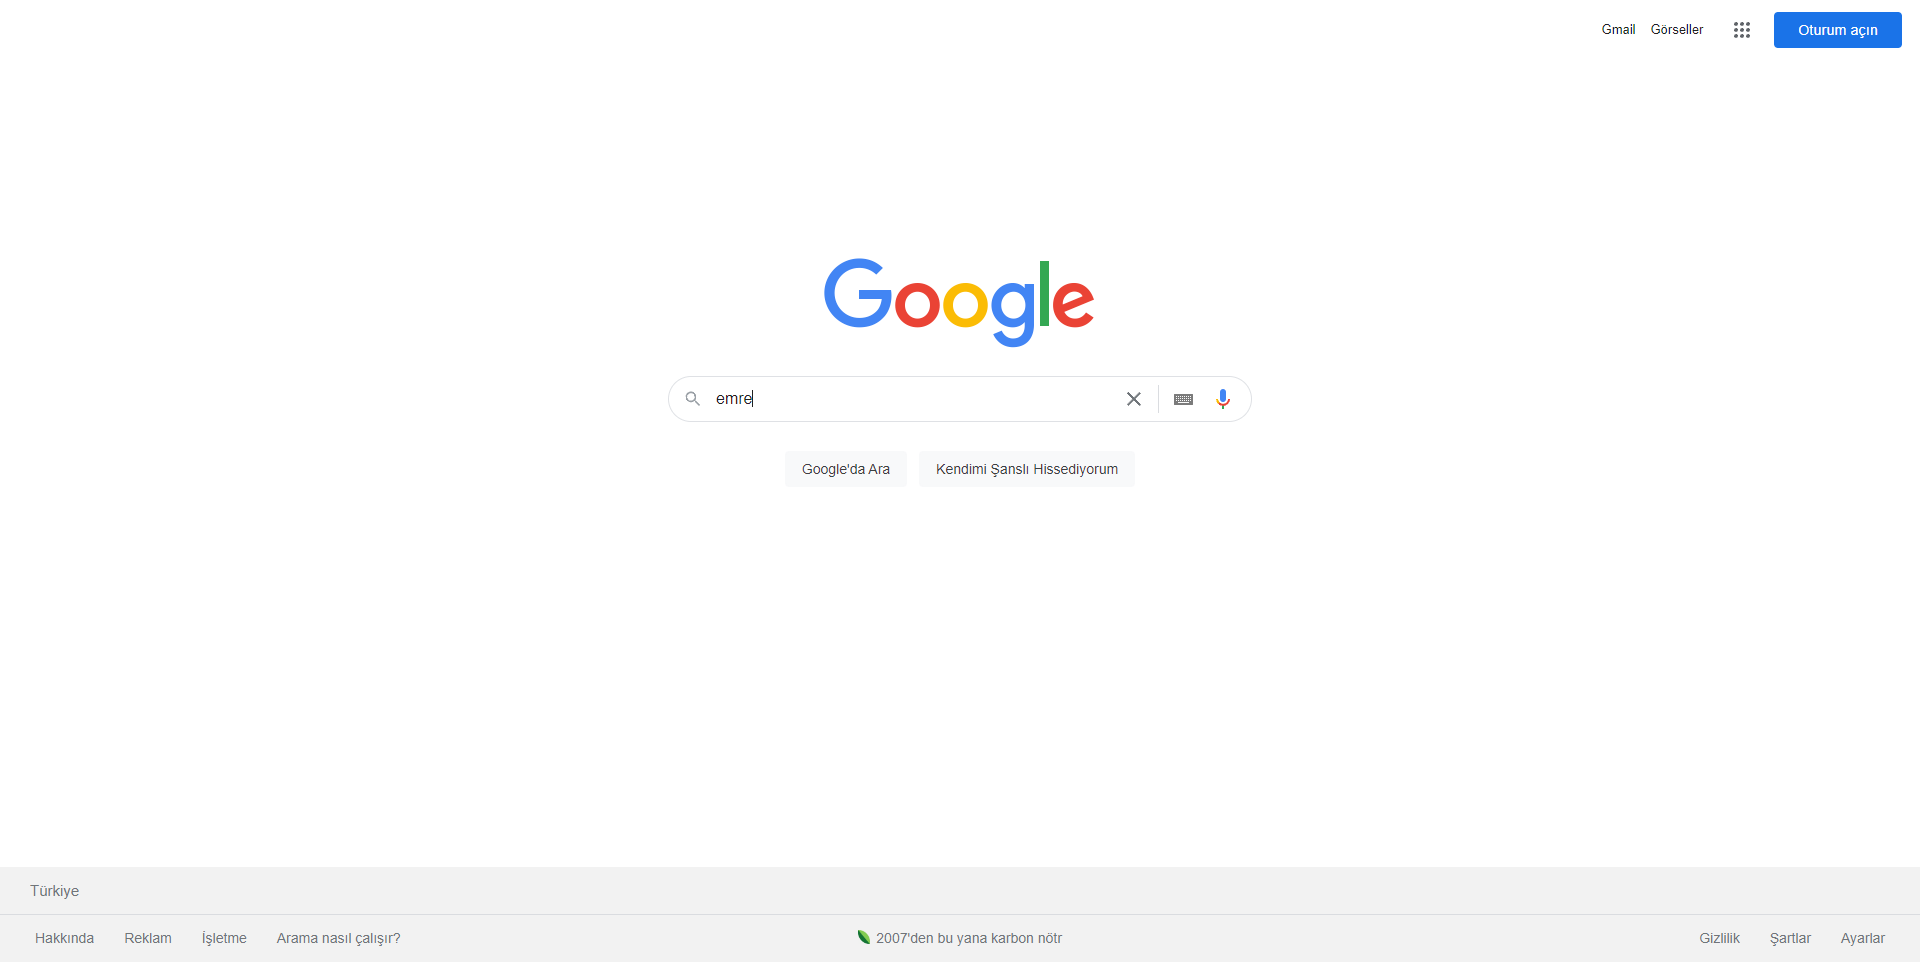 Gmail Görseller Oturum açın
Google
emre
Google'da Ara Kendimi Şanslı Hissediyorum
Türkiye
Hakkında Reklam İşletme Arama nasıl çalışır? 2007'den bu yana karbon nötr Gizlilik Şartlar Ayarlar